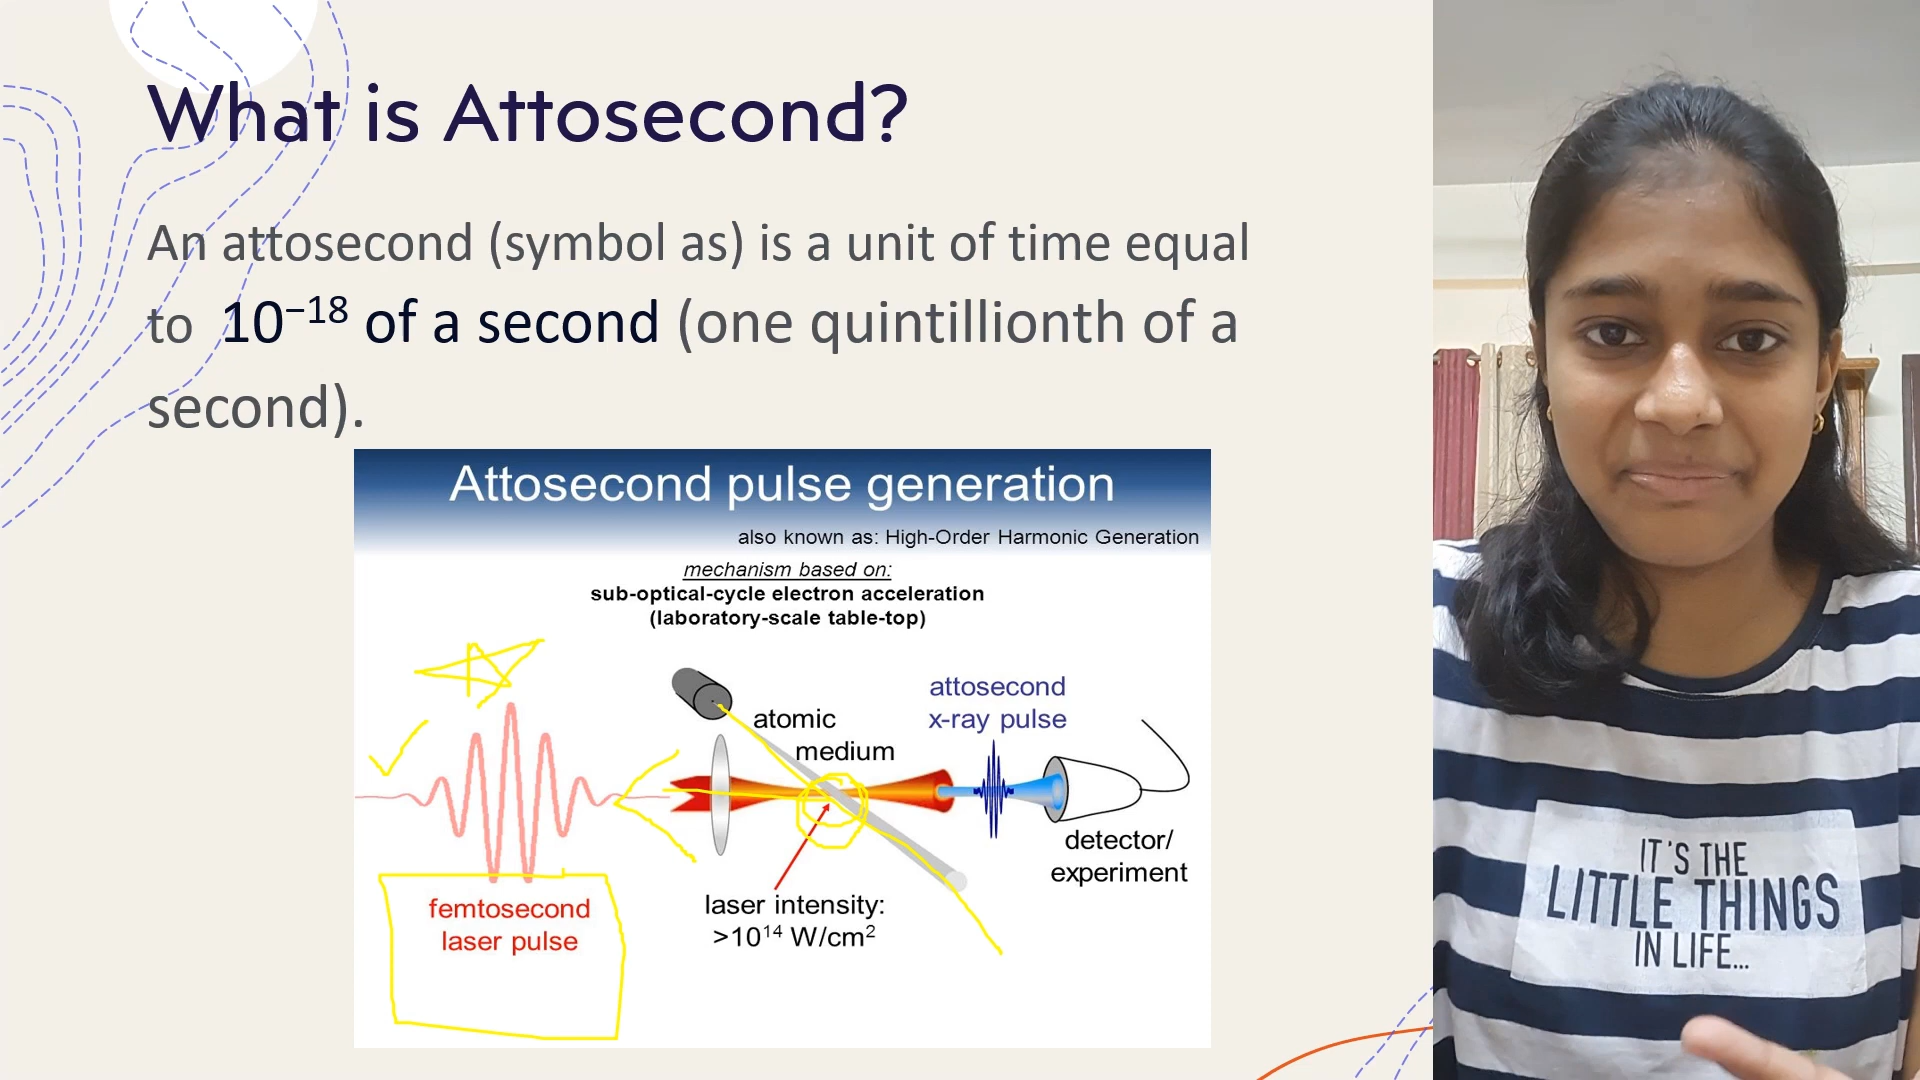 What is Attosecond?
An attosecond (symbol as) is a unit of time equal
to 10⁻¹⁸ of a second (one quintillionth of a
second).
Attosecond pulse generation
also known as: High-Order Harmonic Generation
mechanism based on:
sub-optical-cycle electron acceleration
(laboratory-scale table-top)
atomic
medium
attosecond
x-ray pulse
detector/
experiment
laser intensity:
>10¹⁴ W/cm²
femtosecond
laser pulse
IT'S THE
LITTLE THINGS
IN LIFE...